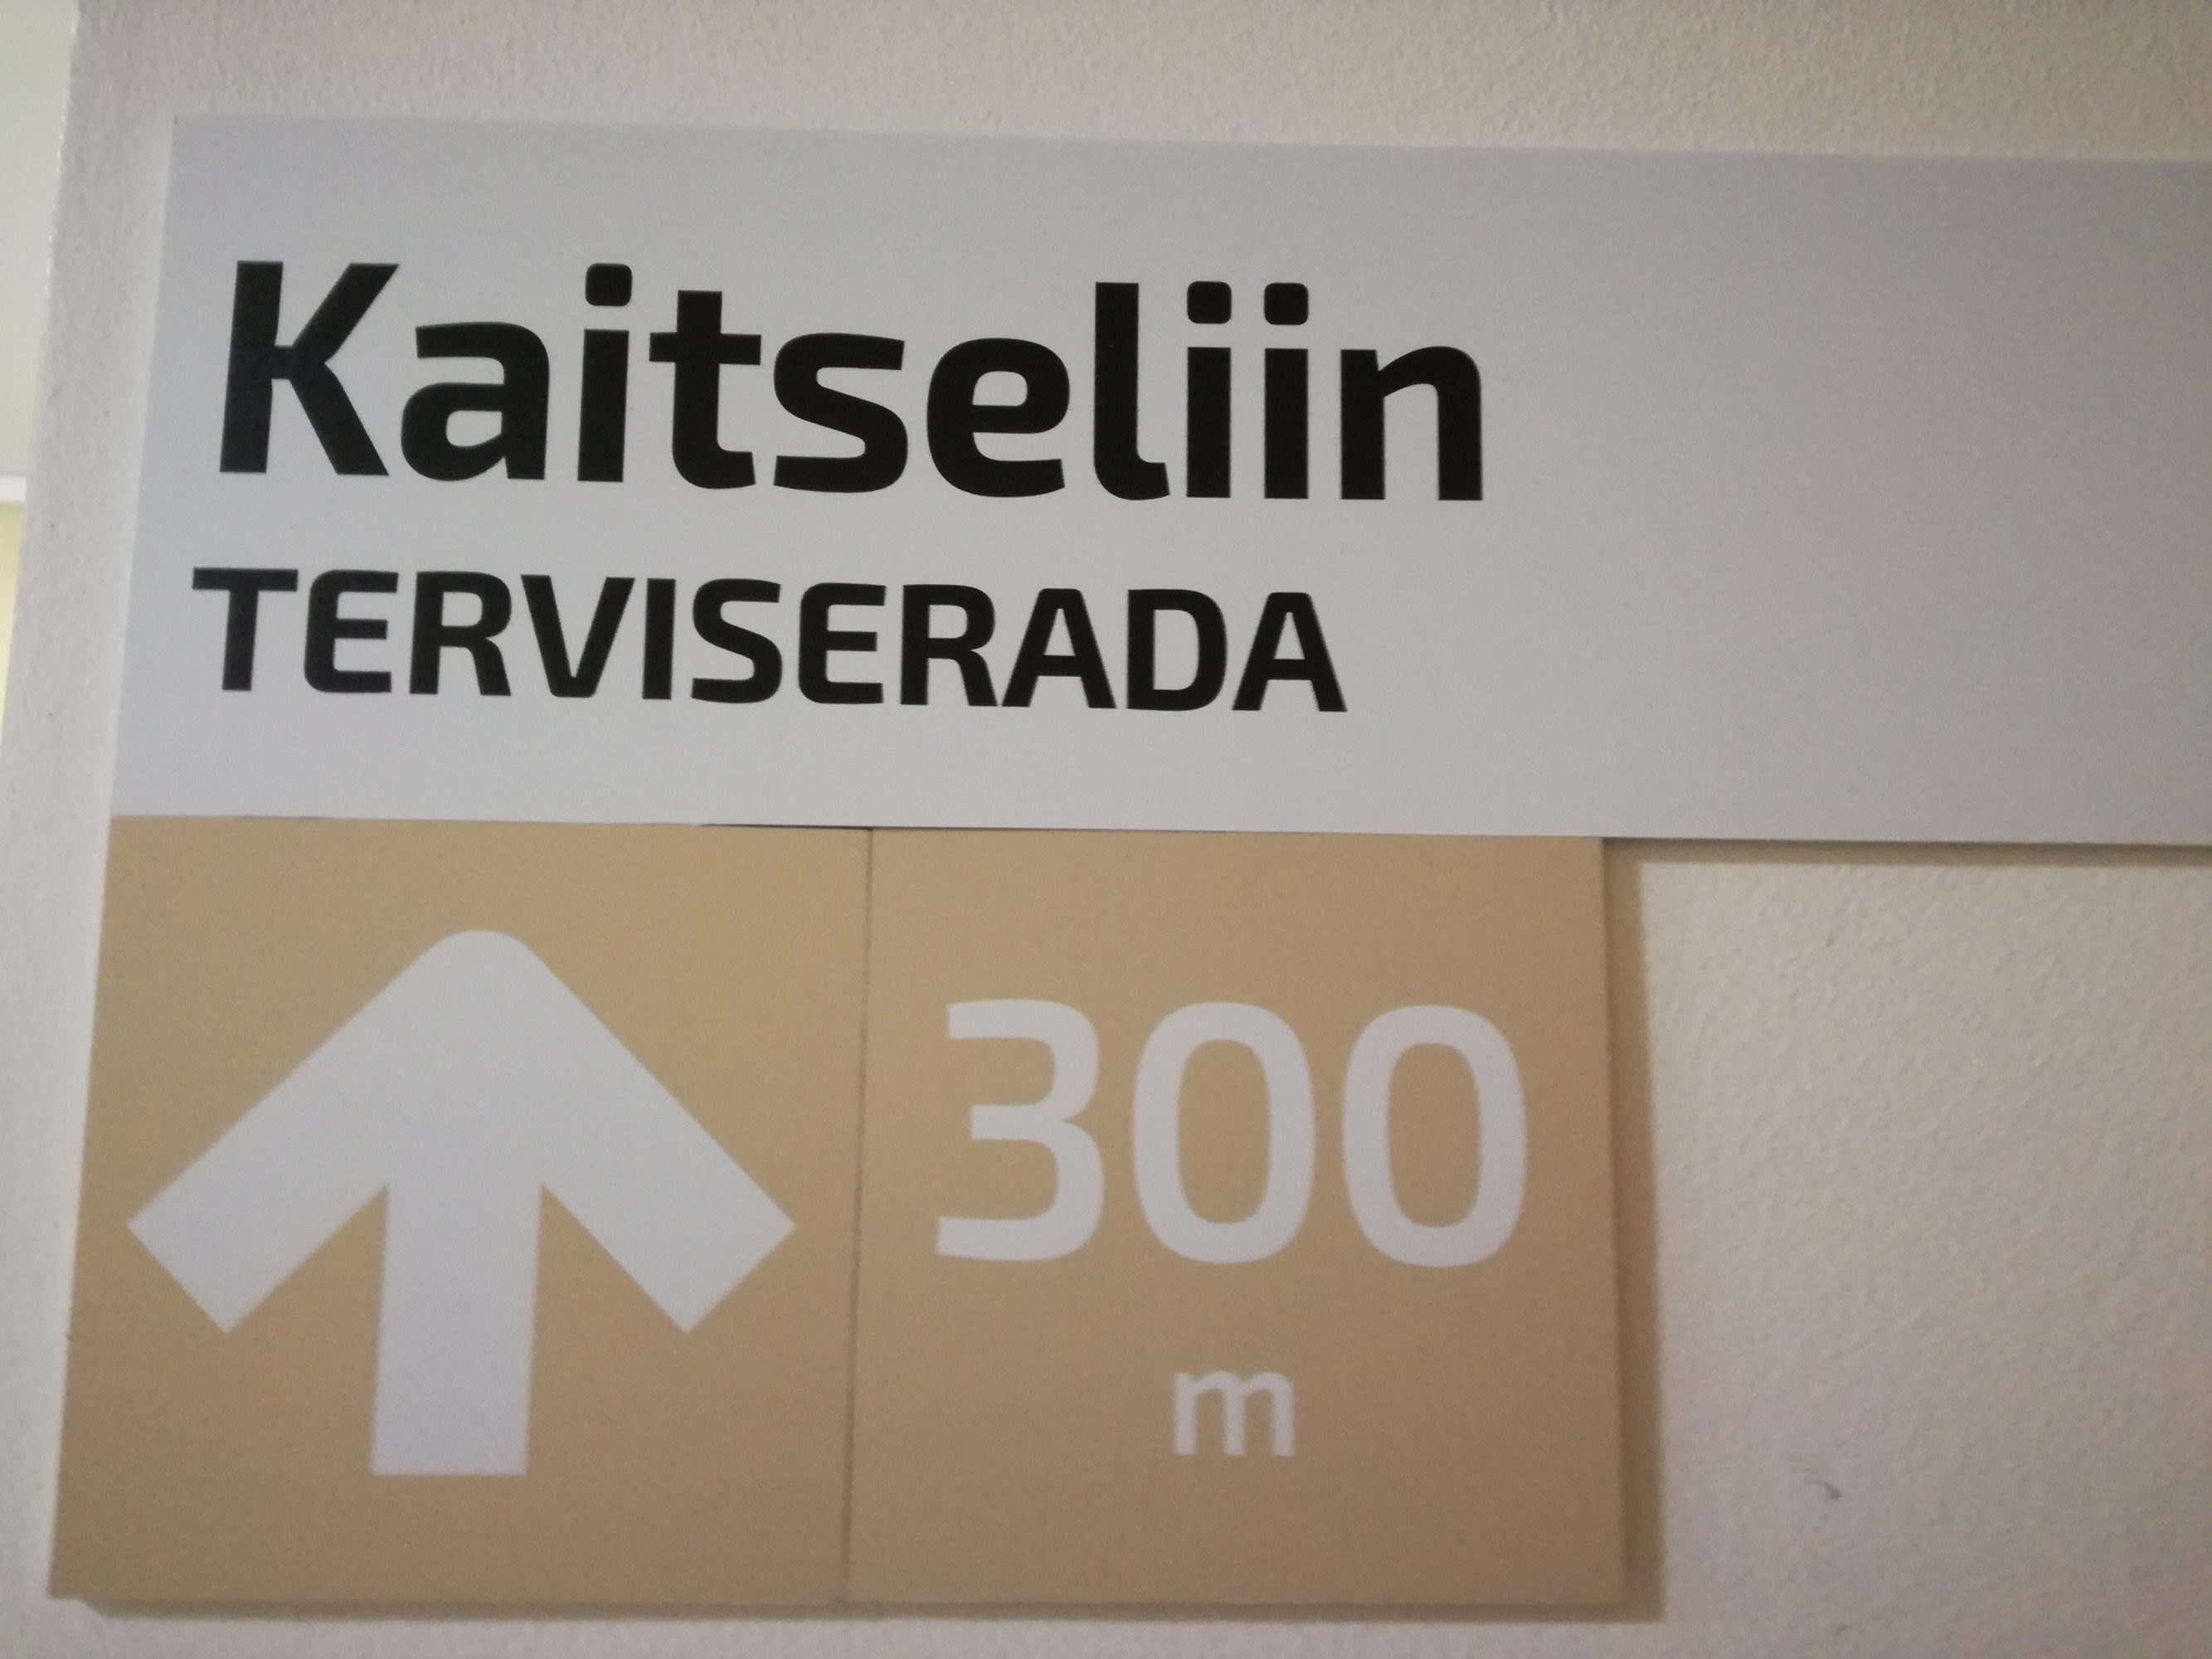 Kaitseliin
TERVISERADA
300
m